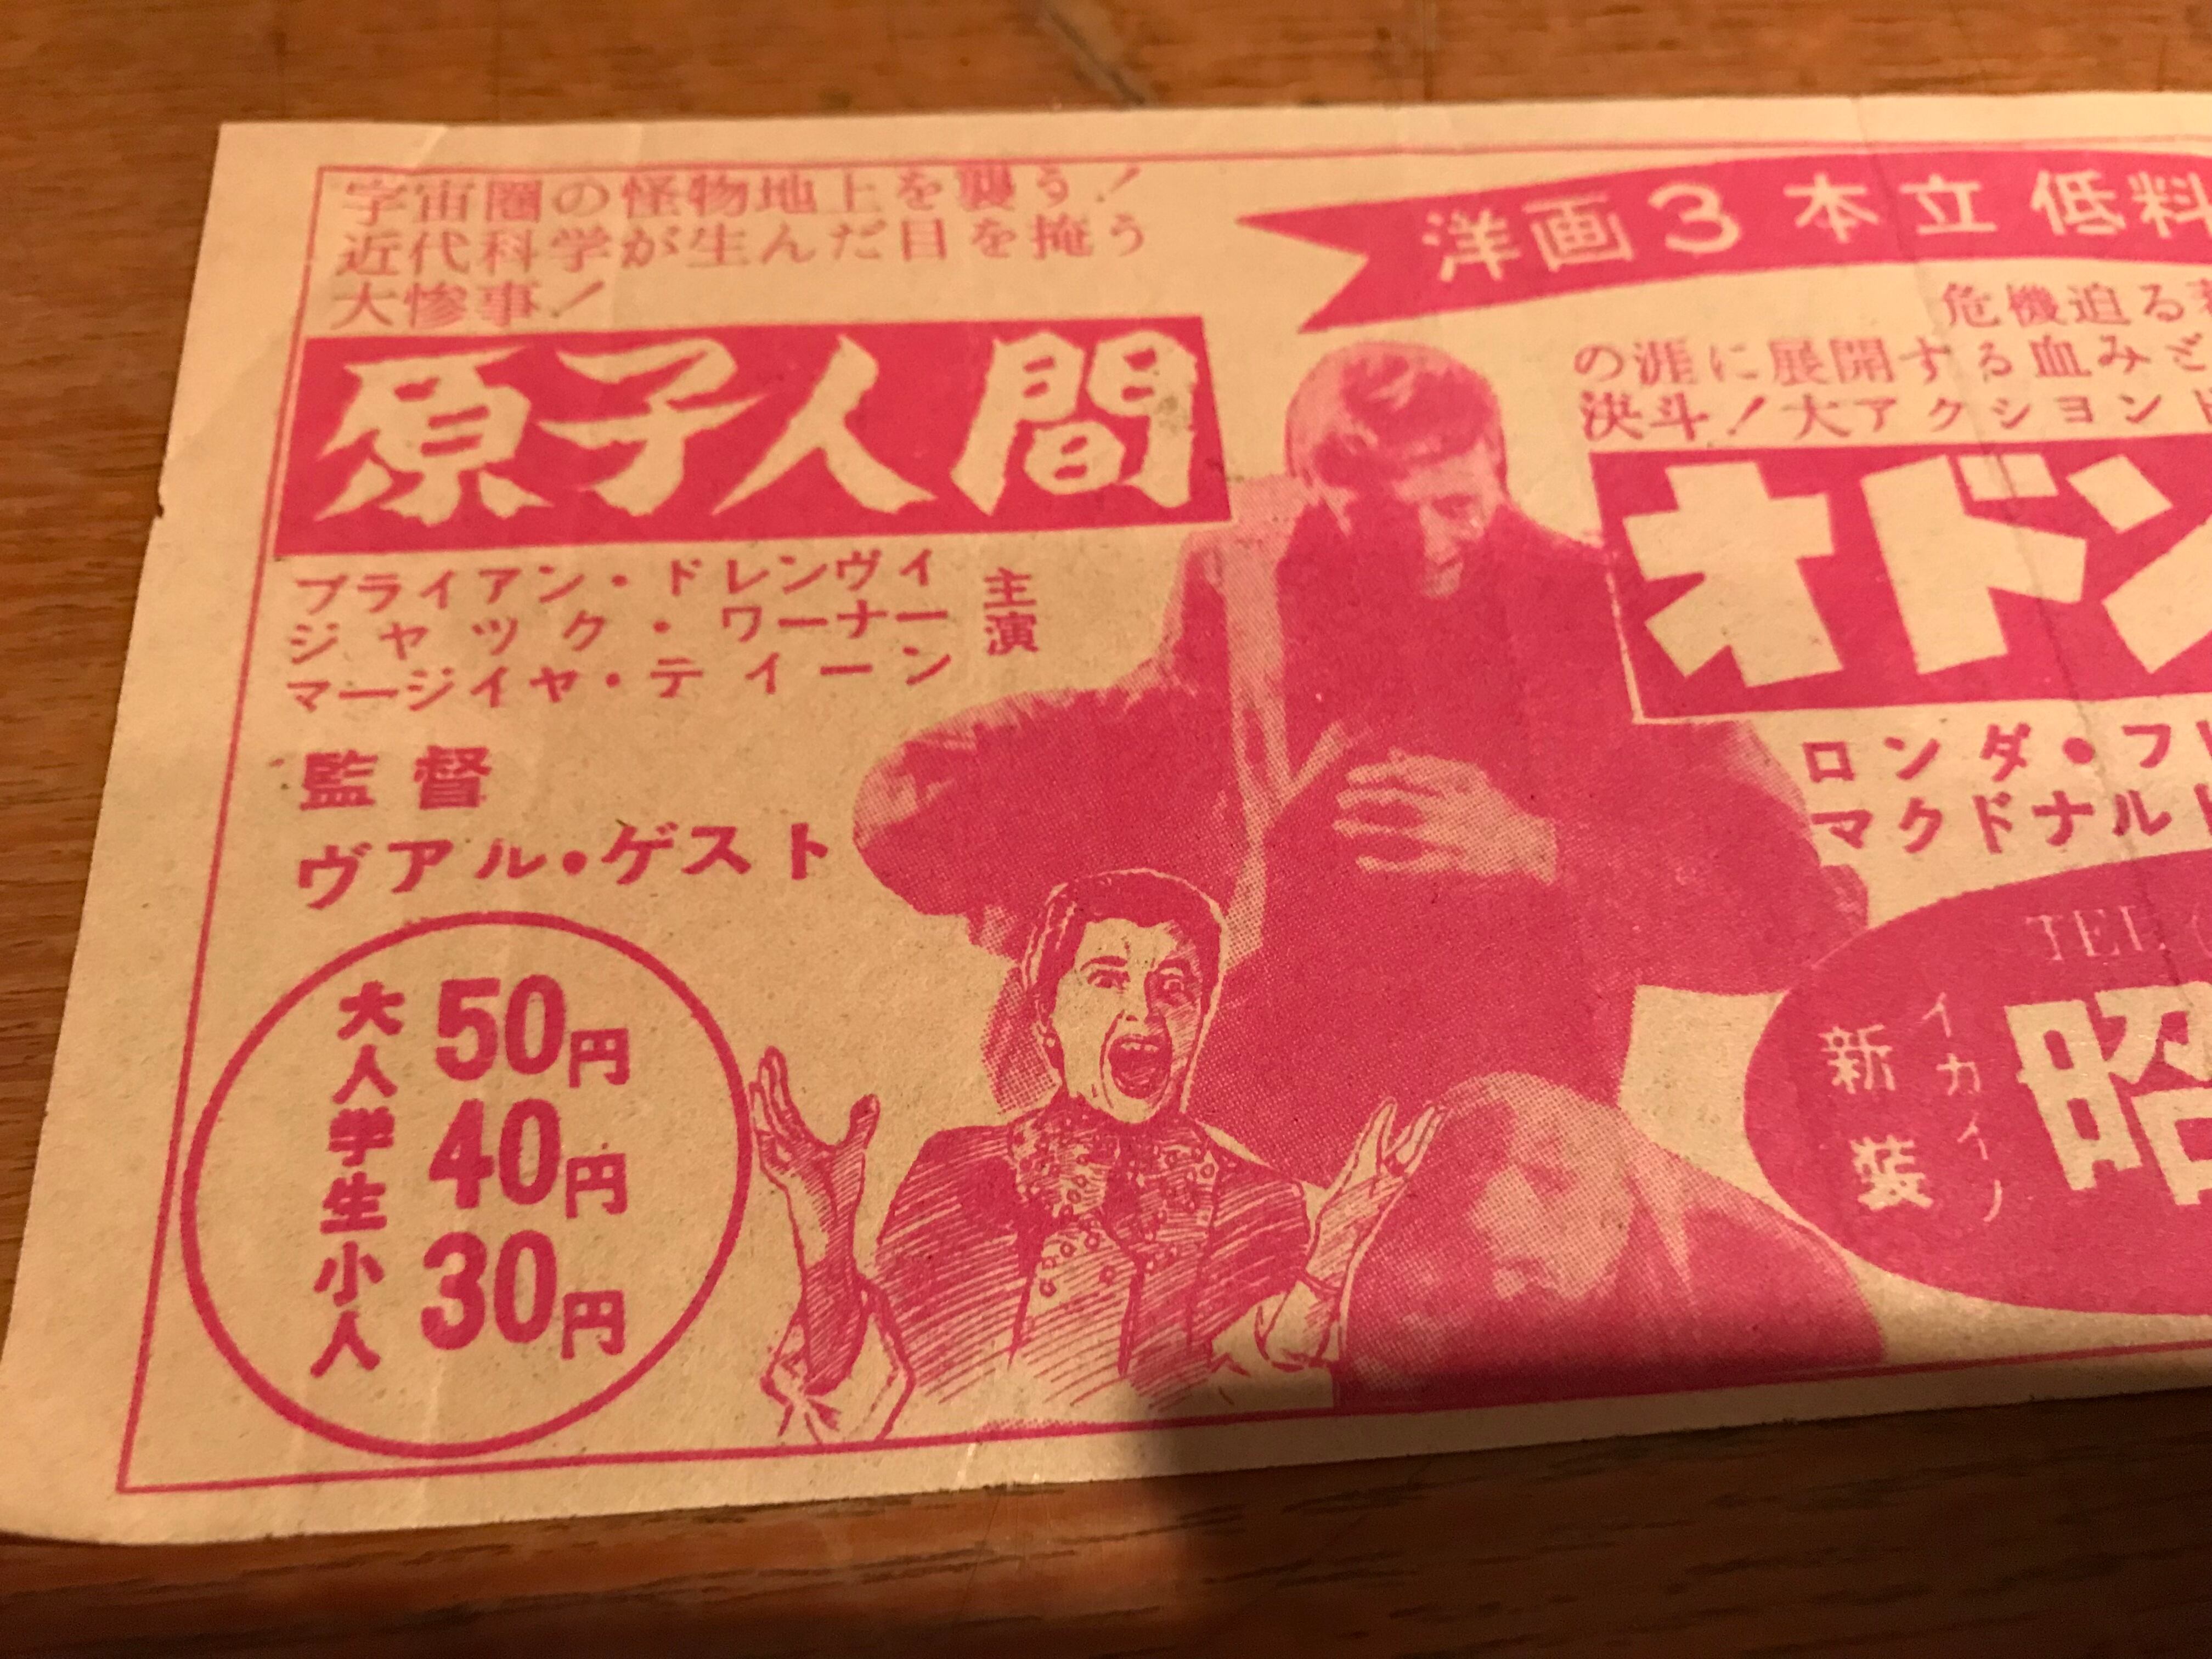 宇宙圏の怪物地上を襲う!
近代科学が生んだ目を掩う
大惨事!
原子人間
ブライアン・ドレンヴイ
ジャック・ワーナー
マージイヤ・テイーン
主演
監督
ヴアル・ゲスト
大人50円
学生40円
小人30円
洋画3本立低料
危機迫る
の涯に展開する血みど
決斗!大アクション
オドン
ロンダ・フ
マクドナル
TEL
新装
イカイノ
昭